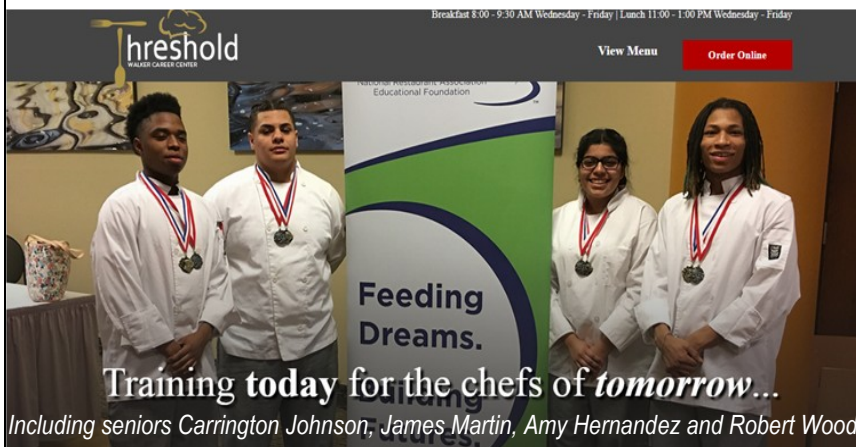 Breakfast 8:00 - 9:30 AM Wednesday - Friday | Lunch 11:00 - 1:00 PM Wednesday - Friday
Threshold
WALKER CAREER CENTER
View Menu
Order Online
National Restaurant Association
Educational Foundation
Feeding
Dreams.
Building
Futures.
Training today for the chefs of tomorrow...
Including seniors Carrington Johnson, James Martin, Amy Hernandez and Robert Wood